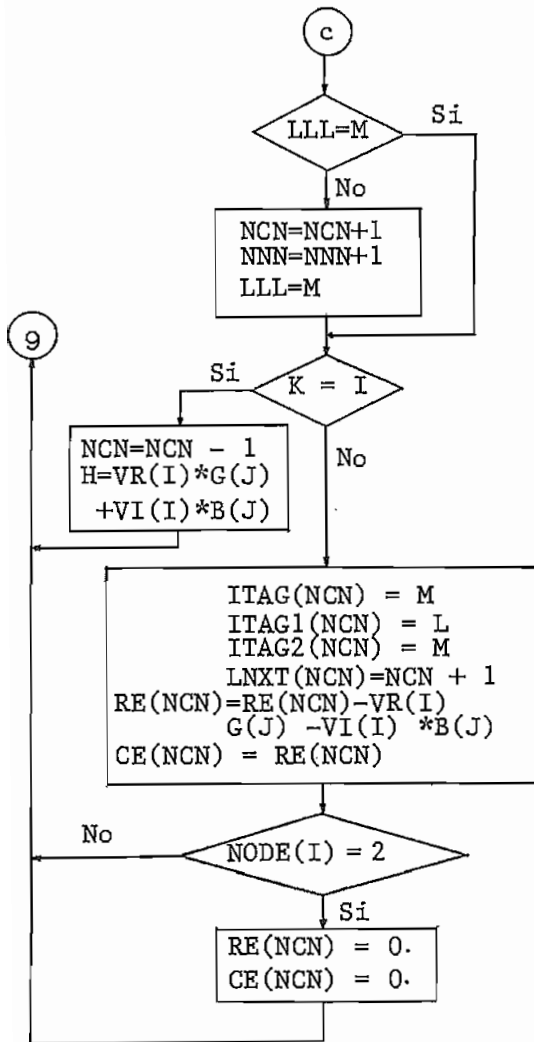 c
LLL=M
Si
No
NCN=NCN+1
NNN=NNN+1
LLL=M
9
K = I
Si
No
NCN=NCN - 1
H=VR(I)*G(J)
+VI(I)*B(J)
ITAG(NCN) = M
ITAG1(NCN) = L
ITAG2(NCN) = M
LNXT(NCN)=NCN + 1
RE(NCN)=RE(NCN)-VR(I)
G(J) -VI(I) *B(J)
CE(NCN) = RE(NCN)
No
NODE(I) = 2
Si
RE(NCN) = 0.
CE(NCN) = 0.